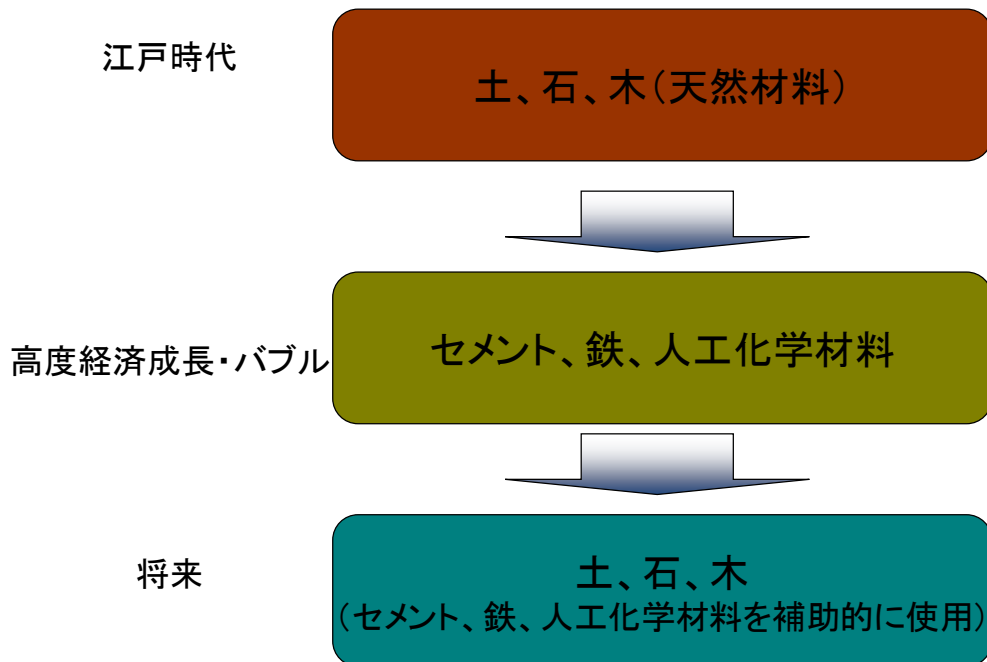 江戸時代
土、石、木(天然材料)
高度経済成長・バブル
セメント、鉄、人工化学材料
将来
土、石、木
(セメント、鉄、人工化学材料を補助的に使用)